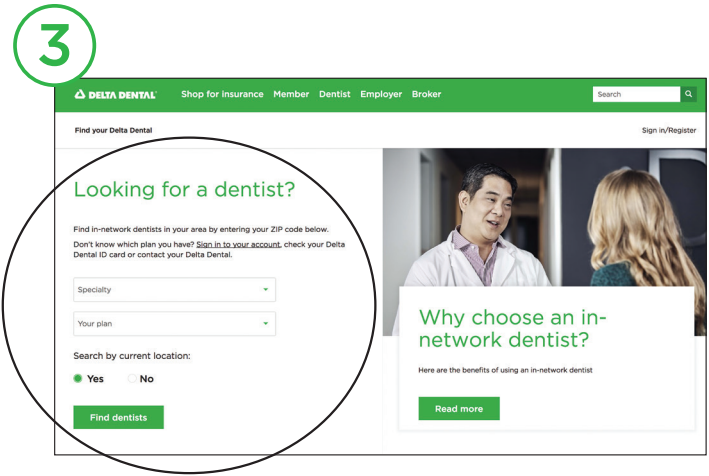 3
DELTA DENTAL
Shop for insurance Member Dentist Employer Broker
Search
Find your Delta Dental
Sign in/Register
Looking for a dentist?
Find in-network dentists in your area by entering your ZIP code below.
Don't know which plan you have? Sign in to your account, check your Delta
Dental ID card or contact your Delta Dental.
Specialty
Your plan
Search by current location:
Yes No
Find dentists
Why choose an in-
network dentist?
Here are the benefits of using an in-network dentist
Read more